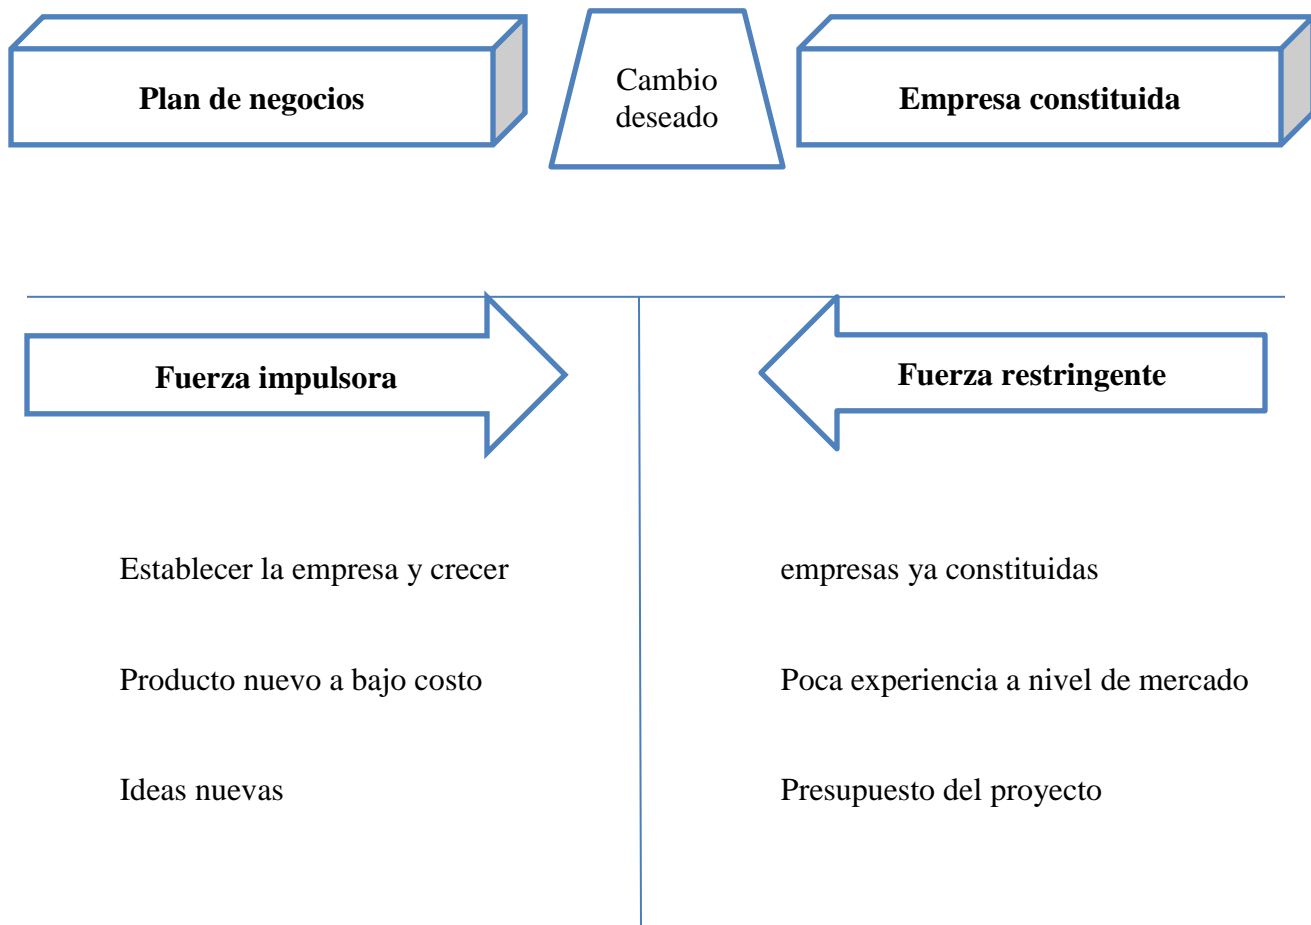 Plan de negocios
Cambio
deseado
Empresa constituida
Fuerza impulsora
Fuerza restringente
Establecer la empresa y crecer
empresas ya constituidas
Producto nuevo a bajo costo
Poca experiencia a nivel de mercado
Ideas nuevas
Presupuesto del proyecto